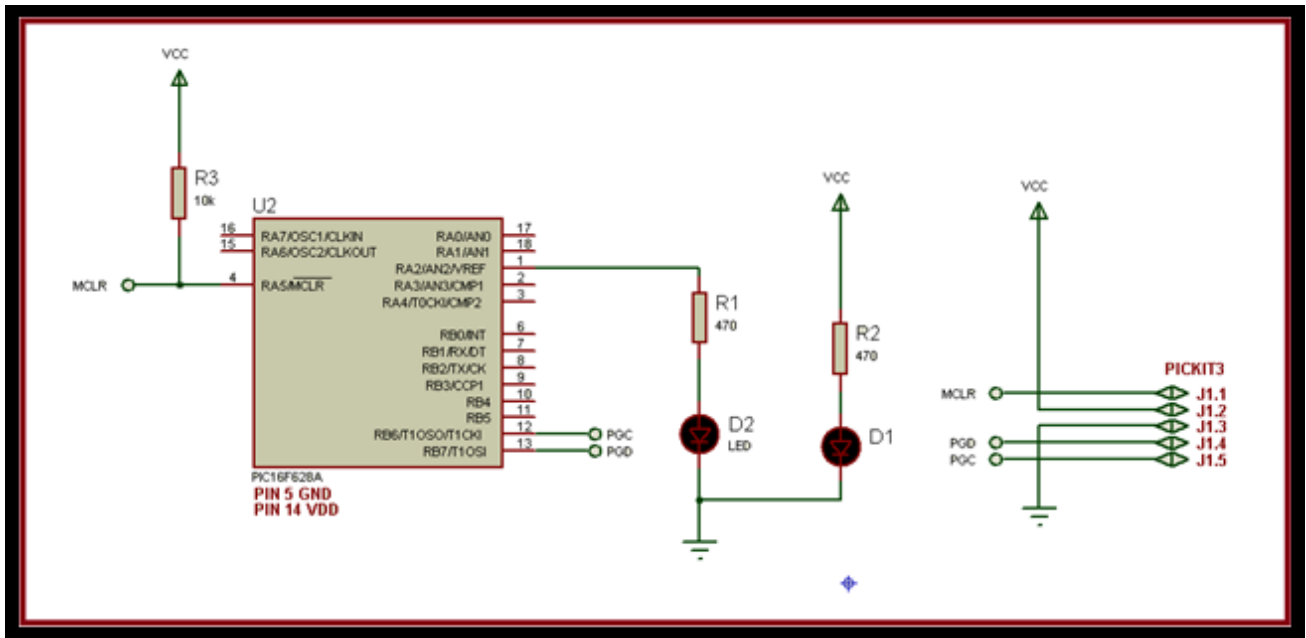 VCC
R3
10k
U2
16 RA7/OSC1/CLKIN
15 RA6/OSC2/CLKOUT
MCLR
4 RA5/MCLR
RA0/AN0 17
RA1/AN1 18
RA2/AN2/VREF 1
RA3/AN3/CMP1 2
RA4/T0CKI/CMP2 3
RB0/INT 6
RB1/RX/DT 7
RB2/TX/CK 8
RB3/CCP1 9
RB4 10
RB5 11
RB6/T1OSO/T1CKI 12 PGC
RB7/T1OSI 13 PGD
PIC16F628A
PIN 5 GND
PIN 14 VDD
R1
470
D2
LED
VCC
R2
470
D1
VCC
PICKIT3
MCLR J1.1
J1.2
J1.3
PGD J1.4
PGC J1.5